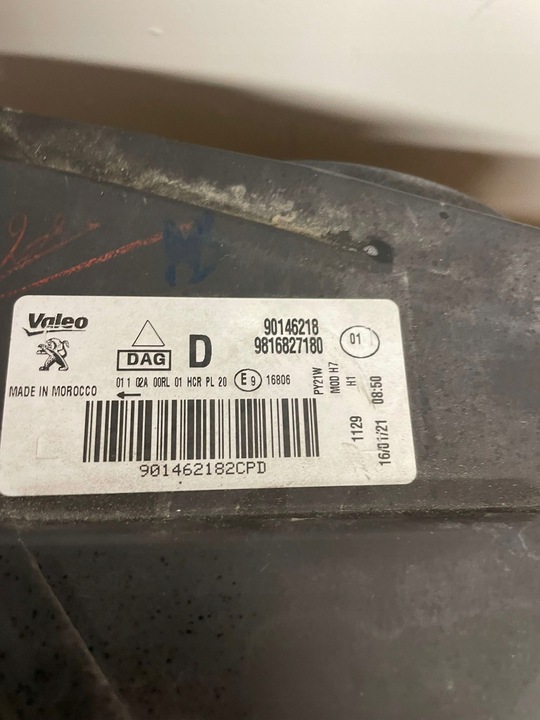 Valeo
DAG
D
90146218
9816827180
01
MADE IN MOROCCO
01 1 02A 00RL 01 HCR PL 20 E9 16806
PY21W
MOD H7
H1
1129
16/01/21 08:50
901462182CPD